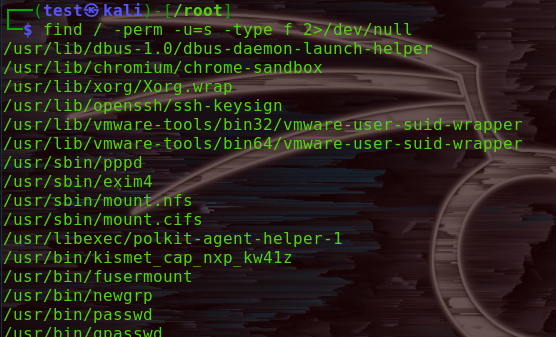 ┌──(test㉿kali)-[/root]
└─$ find / -perm -u=s -type f 2>/dev/null
/usr/lib/dbus-1.0/dbus-daemon-launch-helper
/usr/lib/chromium/chrome-sandbox
/usr/lib/xorg/Xorg.wrap
/usr/lib/openssh/ssh-keysign
/usr/lib/vmware-tools/bin32/vmware-user-suid-wrapper
/usr/lib/vmware-tools/bin64/vmware-user-suid-wrapper
/usr/sbin/pppd
/usr/sbin/exim4
/usr/sbin/mount.nfs
/usr/sbin/mount.cifs
/usr/libexec/polkit-agent-helper-1
/usr/bin/kismet_cap_nxp_kw41z
/usr/bin/fusermount
/usr/bin/newgrp
/usr/bin/passwd
/usr/bin/gpasswd